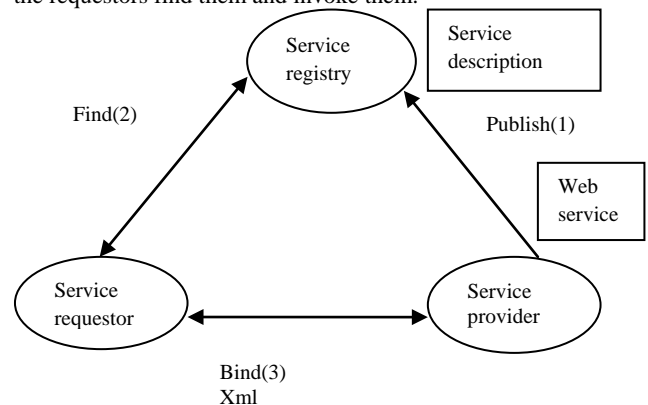 the requestors find them and invoke them.
Service
registry
Service
description
Find(2)
Publish(1)
Web
service
Service
requestor
Service
provider
Bind(3)
Xml